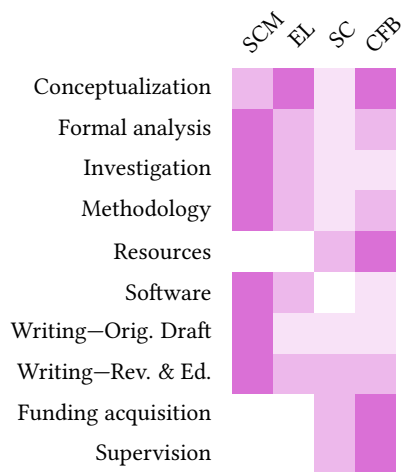 SCM EL SC CFB
Conceptualization
Formal analysis
Investigation
Methodology
Resources
Software
Writing—Orig. Draft
Writing—Rev. & Ed.
Funding acquisition
Supervision